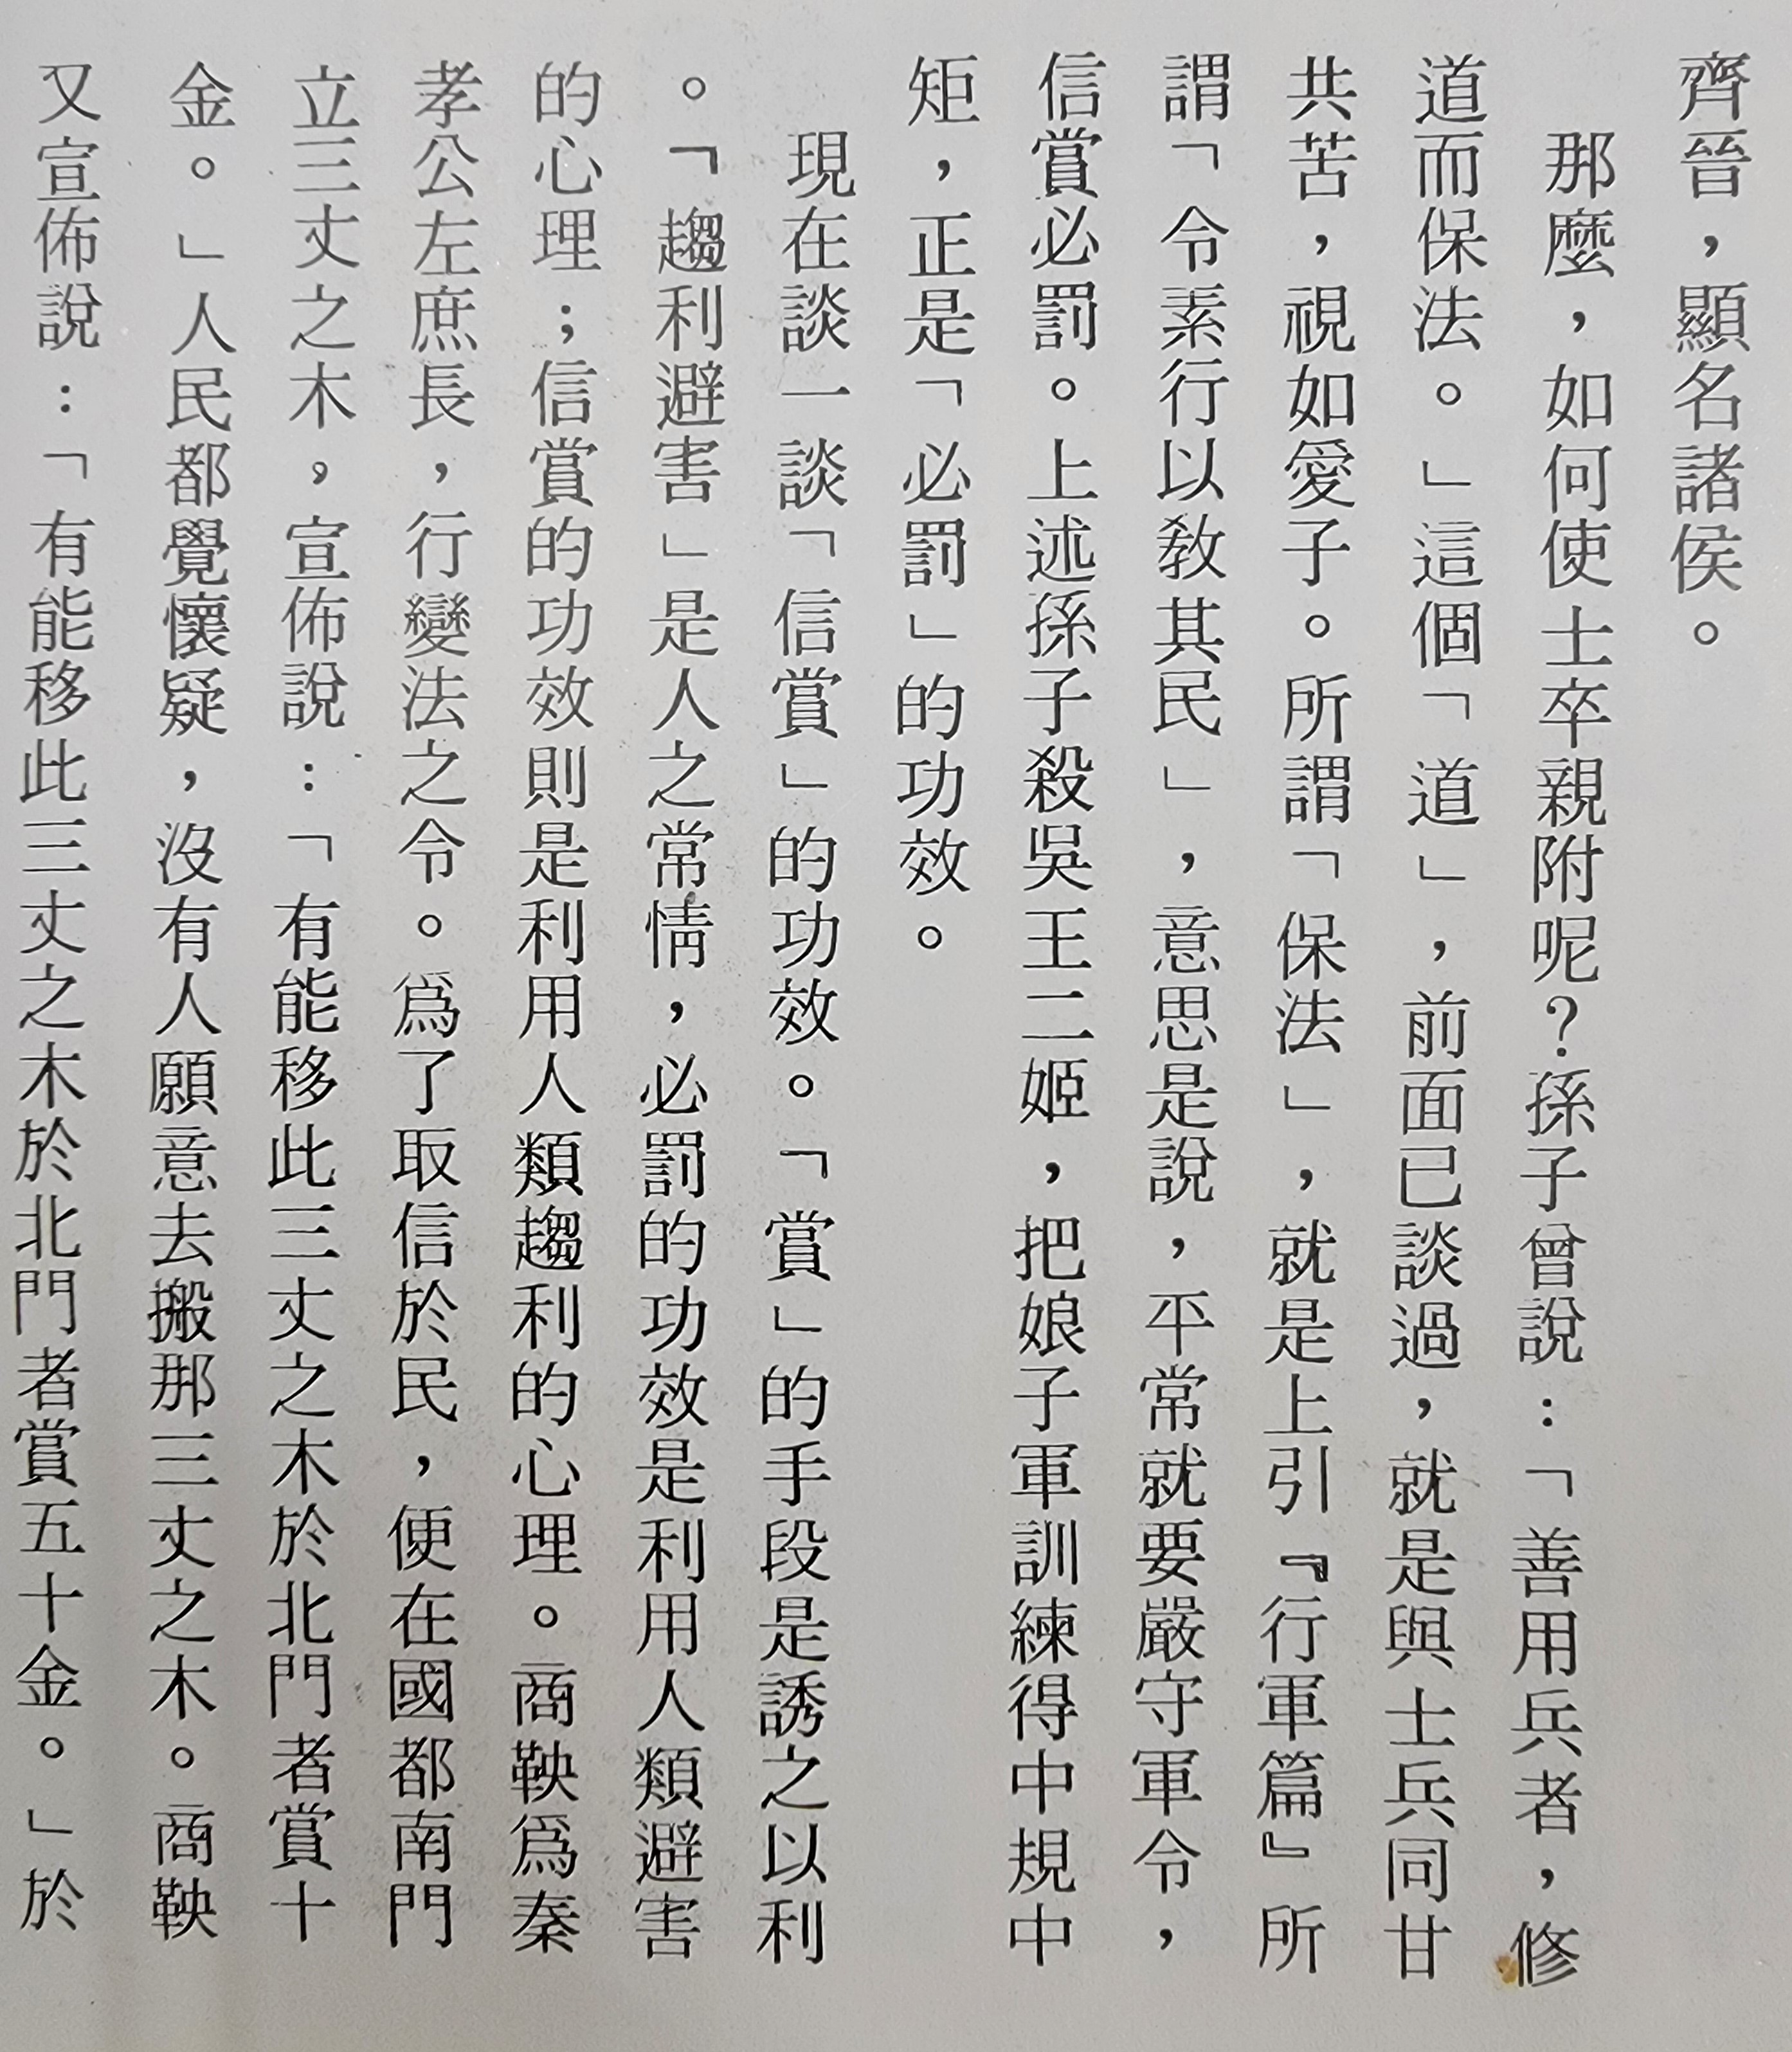 齊晉，顯名諸侯。
那麼，如何使士卒親附呢？孫子曾說：「善用兵者，修
道而保法。」這個「道」，前面已談過，就是與士兵同甘
共苦，視如愛子。所謂「保法」，就是上引『行軍篇』所
謂「令素行以敎其民」，意思是說，平常就要嚴守軍令，
信賞必罰。上述孫子殺吳王二姬，把娘子軍訓練得中規中
矩，正是「必罰」的功效。
現在談一談「信賞」的功效。「賞」的手段是誘之以利
。「趨利避害」是人之常情，必罰的功效是利用人類避害
的心理；信賞的功效則是利用人類趨利的心理。商鞅爲秦
孝公左庶長，行變法之令。爲了取信於民，便在國都南門
立三丈之木，宣佈說：「有能移此三丈之木於北門者賞十
金。」人民都覺懷疑，沒有人願意去搬那三丈之木。商鞅
又宣佈說：「有能移此三丈之木於北門者賞五十金。」於